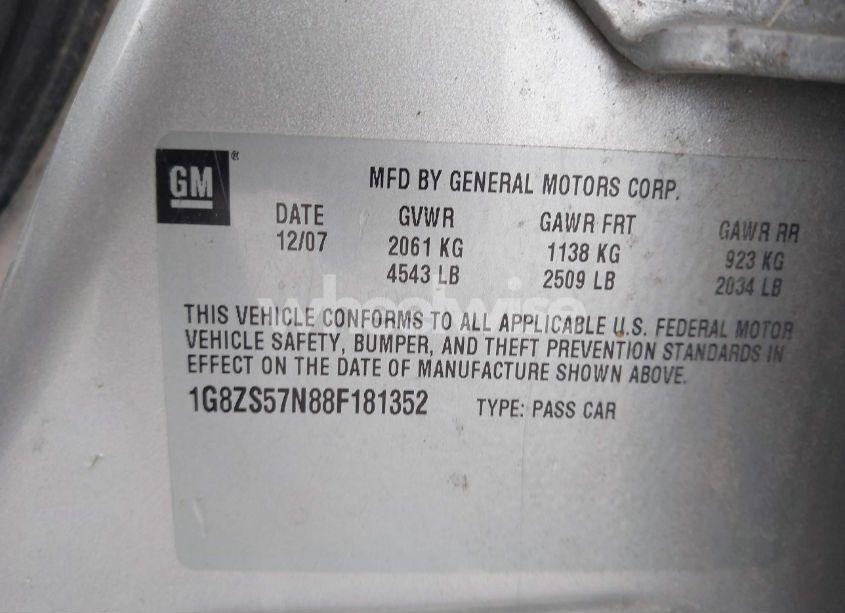 GM®
MFD BY GENERAL MOTORS CORP.
DATE GVWR GAWR FRT GAWR RR
12/07 2061 KG 1138 KG 923 KG
4543 LB 2509 LB 2034 LB
wheelwise
THIS VEHICLE CONFORMS TO ALL APPLICABLE U.S. FEDERAL MOTOR
VEHICLE SAFETY, BUMPER, AND THEFT PREVENTION STANDARDS IN
EFFECT ON THE DATE OF MANUFACTURE SHOWN ABOVE.
1G8ZS57N88F181352 TYPE: PASS CAR